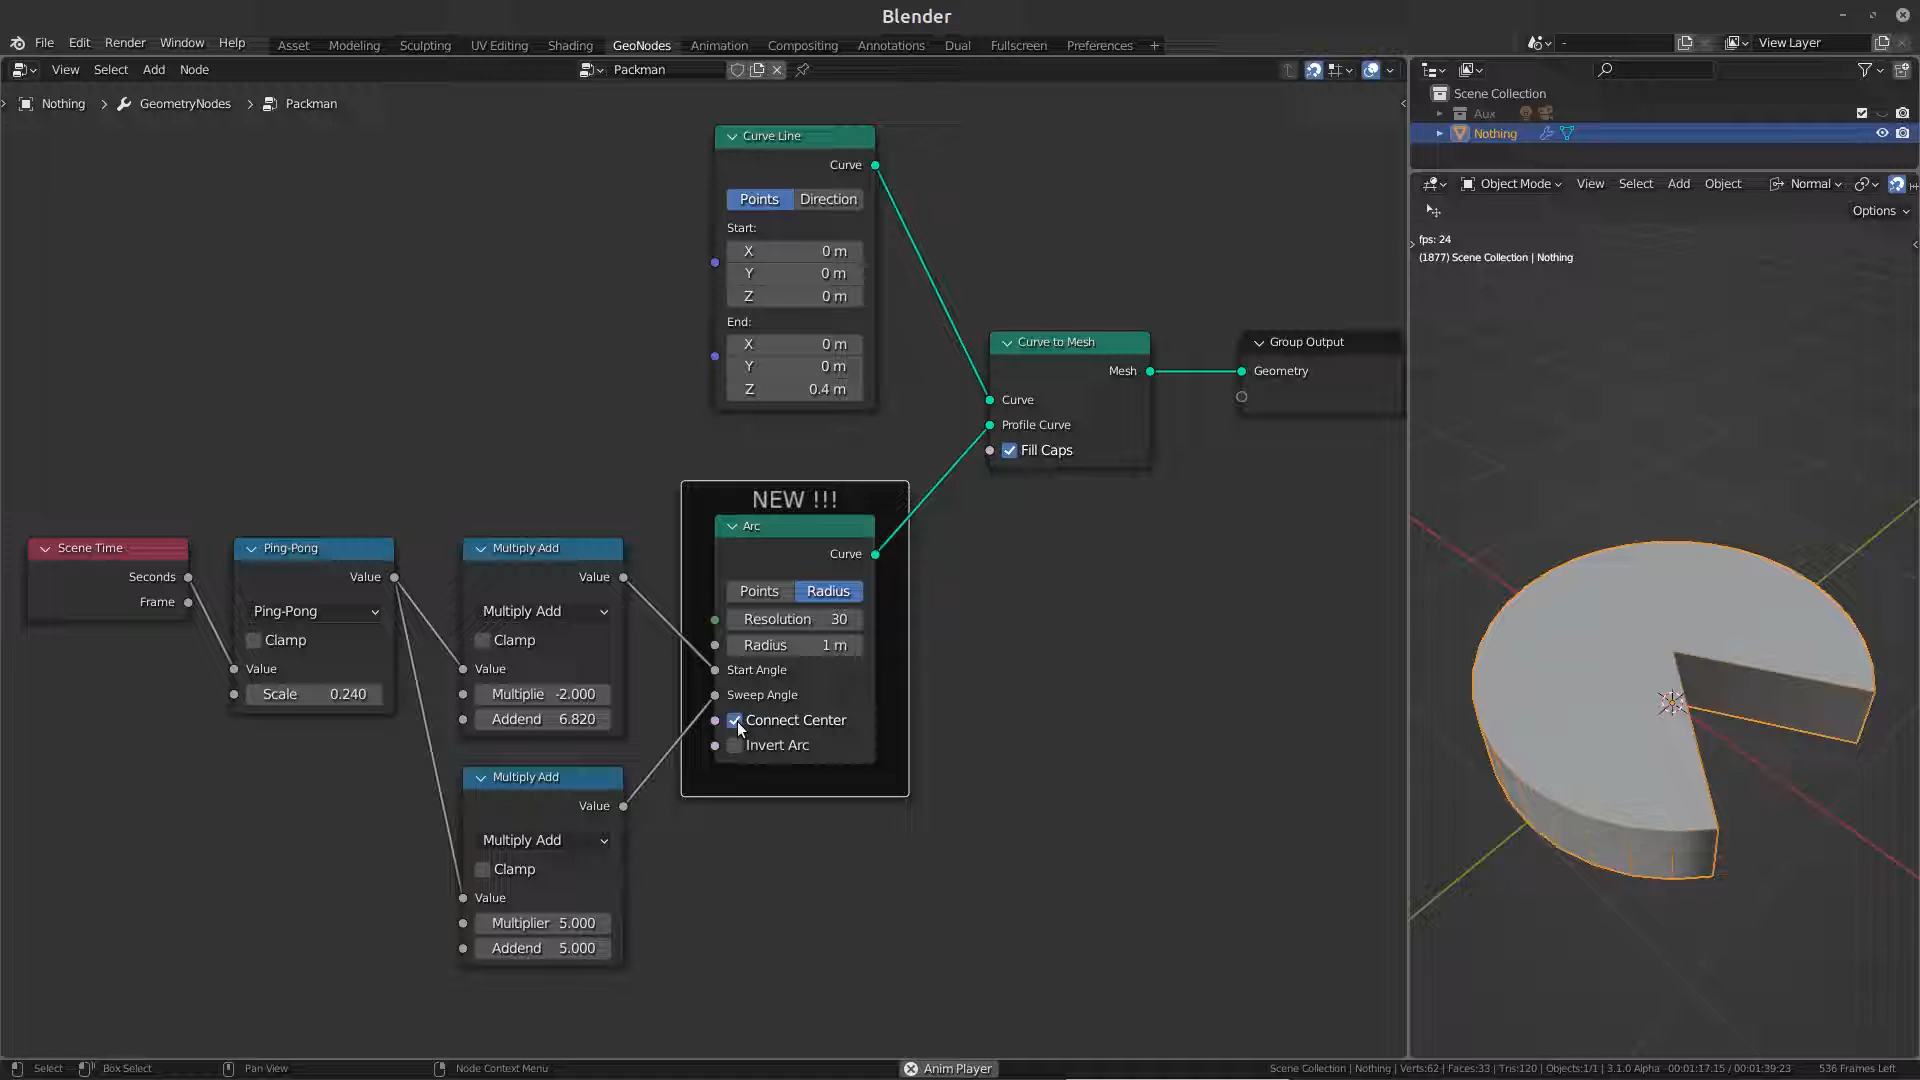 Blender
File Edit Render Window Help Asset Modeling Sculpting UV Editing Shading GeoNodes Animation Compositing Annotations Dual Fullscreen Preferences + - View Layer
View Select Add Node Packman
Nothing > GeometryNodes > Packman
Scene Collection
Aux
Nothing
Object Mode View Select Add Object Normal
Options
fps: 24
(1877) Scene Collection | Nothing
Curve Line
Curve
Points Direction
Start:
X 0 m
Y 0 m
Z 0 m
End:
X 0 m
Y 0 m
Z 0.4 m
Curve to Mesh
Mesh
Curve
Profile Curve
Fill Caps
Group Output
Geometry
Scene Time
Seconds
Frame
Ping-Pong
Value
Ping-Pong
Clamp
Value
Scale 0.240
Multiply Add
Value
Multiply Add
Clamp
Value
Multiplie -2.000
Addend 6.820
Multiply Add
Value
Multiply Add
Clamp
Value
Multiplier 5.000
Addend 5.000
NEW !!!
Arc
Curve
Points Radius
Resolution 30
Radius 1 m
Start Angle
Sweep Angle
Connect Center
Invert Arc
Select Box Select Pan View Node Context Menu Anim Player Scene Collection | Nothing | Verts:62 | Faces:33 | Tris:120 | Objects:1/1 | 3.1.0 Alpha 00:01:17:15 / 00:01:39:23 536 Frames Left